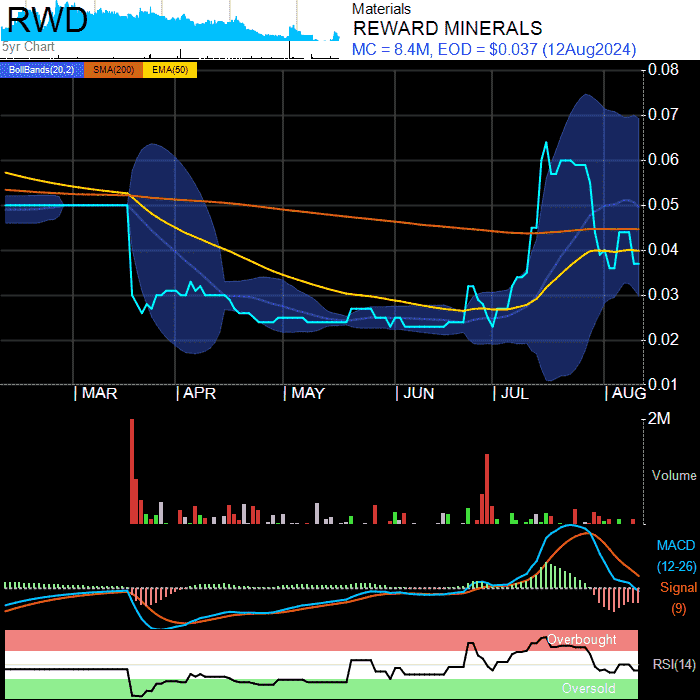 RWD
5yr Chart
Materials
REWARD MINERALS
MC = 8.4M, EOD = $0.037 (12Aug2024)
BollBands(20,2) SMA(200) EMA(50)
0.08
0.07
0.06
0.05
0.04
0.03
0.02
0.01
MAR APR MAY JUN JUL AUG
2M
Volume
MACD
(12-26)
Signal
(9)
Overbought
RSI(14)
Oversold